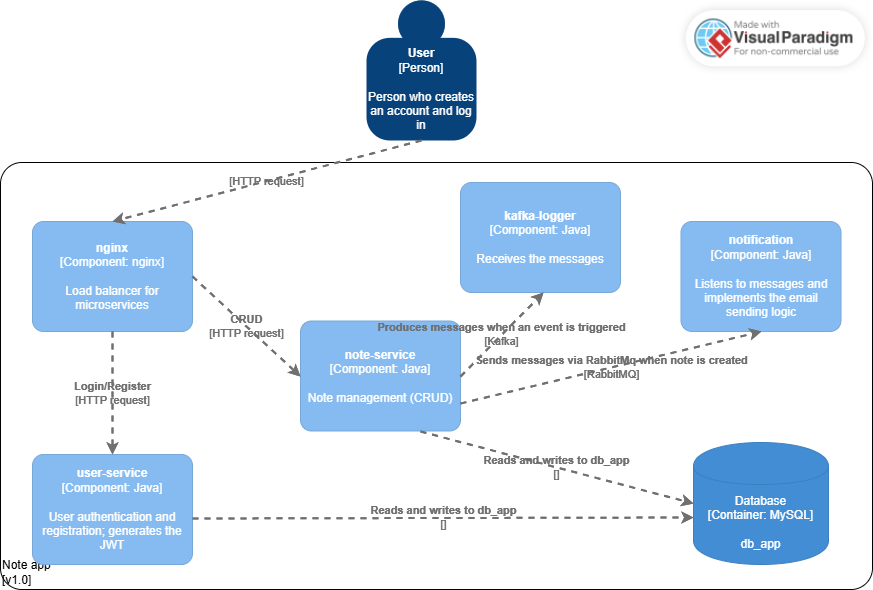 Made with
VisualParadigm
For non-commercial use
User
[Person]
Person who creates
an account and log
in
[HTTP request]
nginx
[Component: nginx]
Load balancer for
microservices
kafka-logger
[Component: Java]
Receives the messages
notification
[Component: Java]
Listens to messages and
implements the email
sending logic
CRUD
[HTTP request]
Produces messages when an event is triggered
[Kafka]
note-service
[Component: Java]
Note management (CRUD)
Sends messages via RabbitMq when note is created
[RabbitMQ]
Login/Register
[HTTP request]
Reads and writes to db_app
[]
user-service
[Component: Java]
User authentication and
registration; generates the
JWT
Reads and writes to db_app
[]
Database
[Container: MySQL]
db_app
Note app
[v1.0]